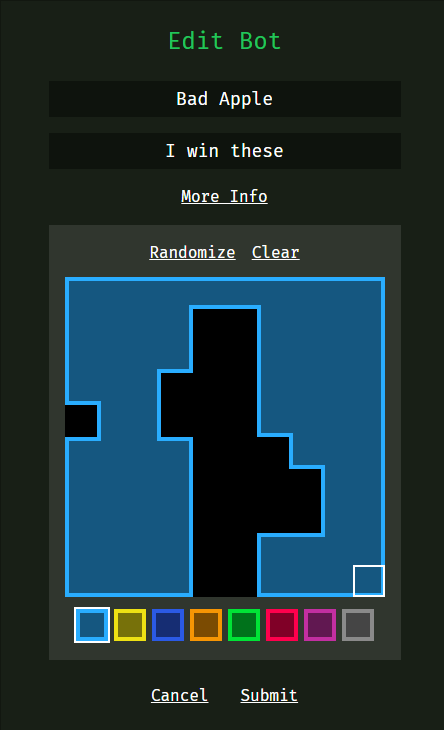 Edit Bot
Bad Apple
I win these
More Info
Randomize Clear
Cancel Submit